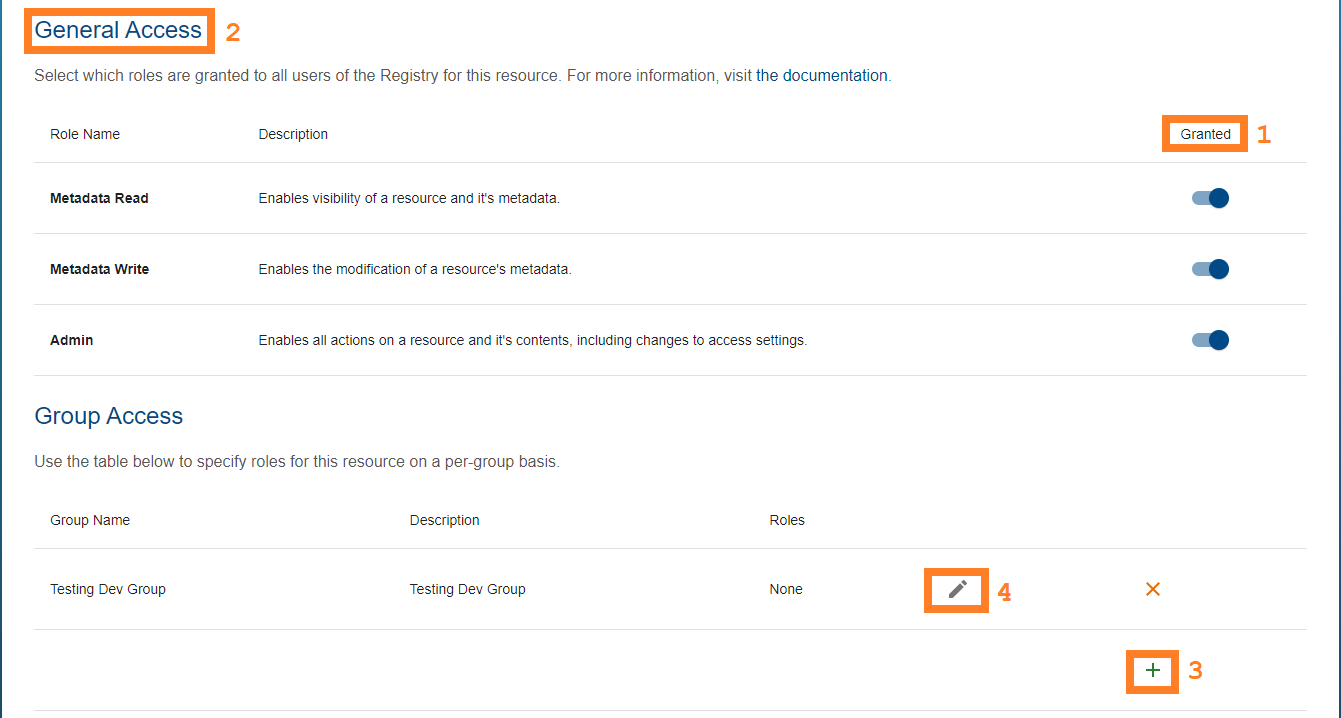 General Access 2
Select which roles are granted to all users of the Registry for this resource. For more information, visit the documentation.
Role Name Description Granted 1
Metadata Read Enables visibility of a resource and it's metadata.
Metadata Write Enables the modification of a resource's metadata.
Admin Enables all actions on a resource and it's contents, including changes to access settings.
Group Access
Use the table below to specify roles for this resource on a per-group basis.
Group Name Description Roles
Testing Dev Group Testing Dev Group None 4
3